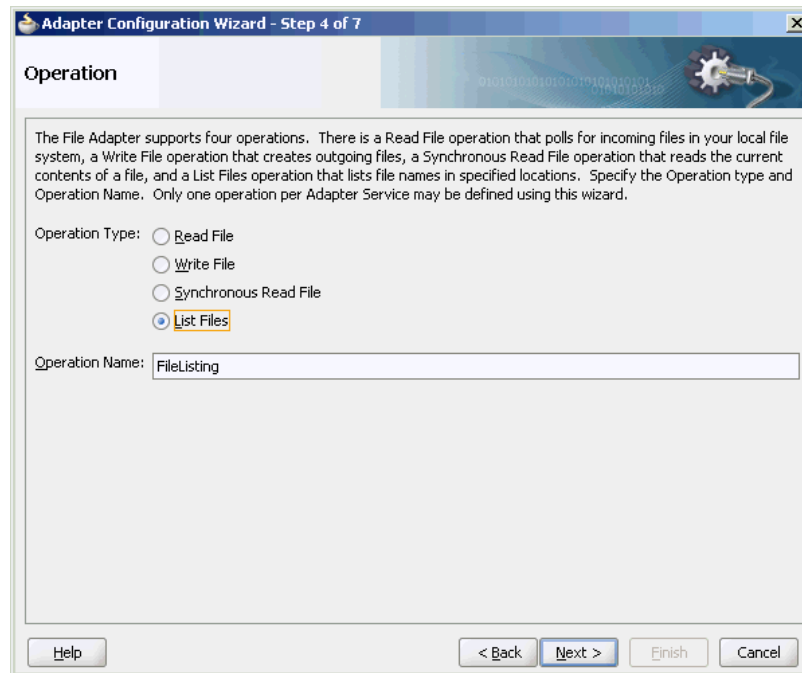 Adapter Configuration Wizard - Step 4 of 7
Operation
The File Adapter supports four operations.  There is a Read File operation that polls for incoming files in your local file
system, a Write File operation that creates outgoing files, a Synchronous Read File operation that reads the current
contents of a file, and a List Files operation that lists file names in specified locations.  Specify the Operation type and
Operation Name.  Only one operation per Adapter Service may be defined using this wizard.
Operation Type: Read File
Write File
Synchronous Read File
List Files
Operation Name: FileListing
Help < Back Next > Finish Cancel